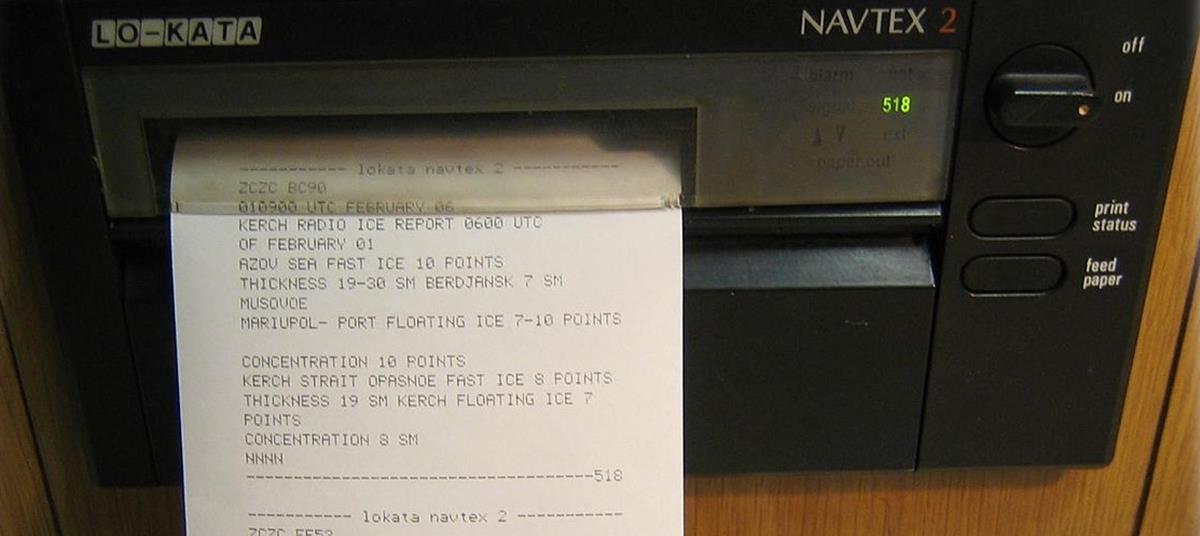 LO-KATA
NAVTEX 2
off
on
alarm
signal 518
paper out
print
status
feed
paper
----------- lokata navtex 2 -----------
ZCZC BC90
010900 UTC FEBRUARY 06
KERCH RADIO ICE REPORT 0600 UTC
OF FEBRUARY 01
AZOV SEA FAST ICE 10 POINTS
THICKNESS 19-30 SM BERDJANSK 7 SM
MUSOVOE
MARIUPOL- PORT FLOATING ICE 7-10 POINTS
CONCENTRATION 10 POINTS
KERCH STRAIT OPASNOE FAST ICE 8 POINTS
THICKNESS 19 SM KERCH FLOATING ICE 7
POINTS
CONCENTRATION 8 SM
NNNN
------------------------------------518
----------- lokata navtex 2 -----------
ZCZC